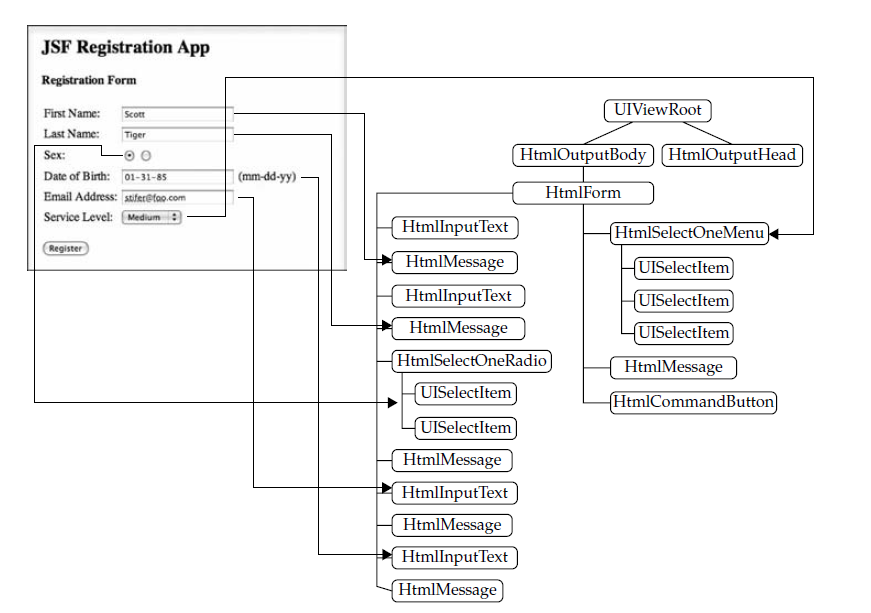 JSF Registration App
Registration Form
First Name: Scott
Last Name: Tiger
Sex:
Date of Birth: 01-31-85 (mm-dd-yy)
Email Address: stifer@foo.com
Service Level: Medium
Register
UIViewRoot
HtmlOutputBody
HtmlOutputHead
HtmlForm
HtmlInputText
HtmlMessage
HtmlInputText
HtmlMessage
HtmlSelectOneRadio
UISelectItem
UISelectItem
HtmlMessage
HtmlInputText
HtmlMessage
HtmlInputText
HtmlMessage
HtmlSelectOneMenu
UISelectItem
UISelectItem
UISelectItem
HtmlMessage
HtmlCommandButton